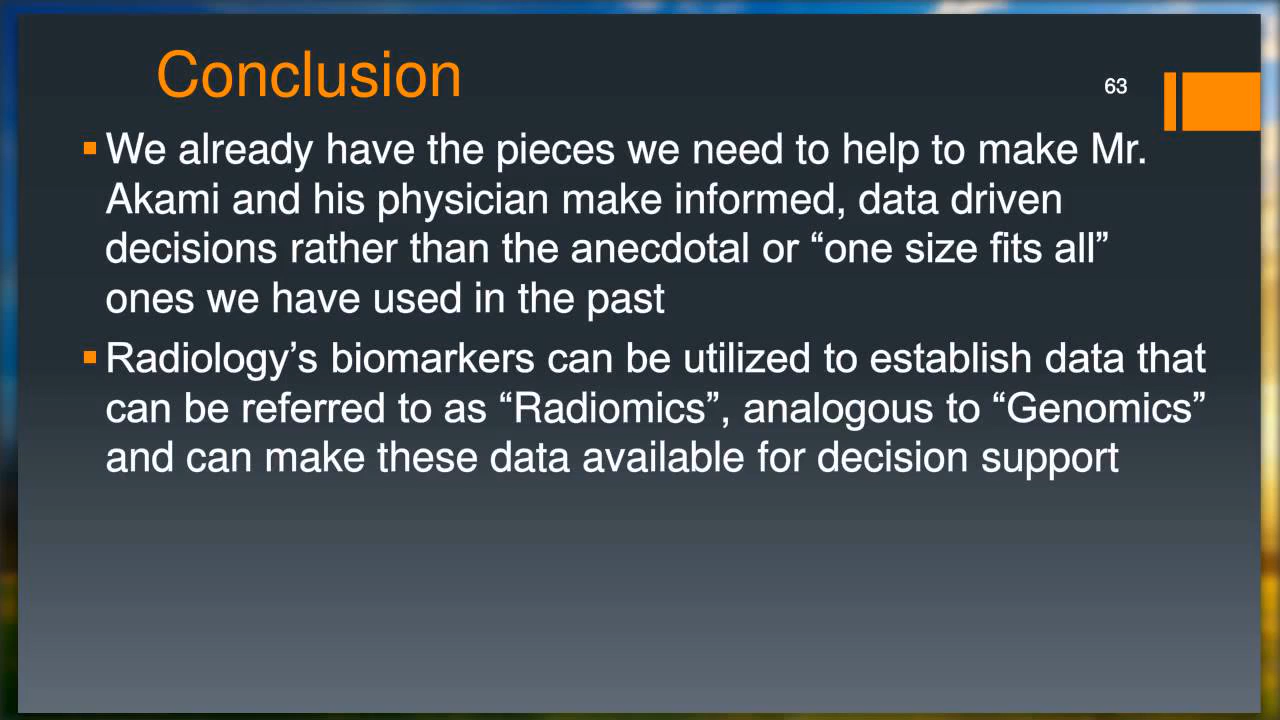 Conclusion
63
▪ We already have the pieces we need to help to make Mr.
Akami and his physician make informed, data driven
decisions rather than the anecdotal or “one size fits all”
ones we have used in the past
▪ Radiology’s biomarkers can be utilized to establish data that
can be referred to as “Radiomics”, analogous to “Genomics”
and can make these data available for decision support